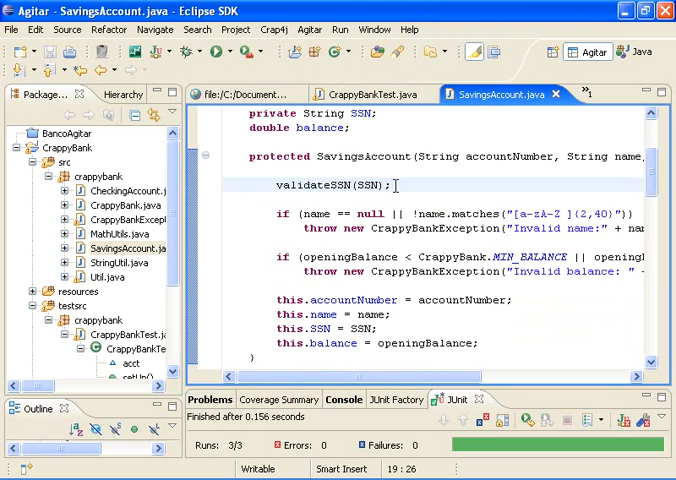 Agitar - SavingsAccount.java - Eclipse SDK
File Edit Source Refactor Navigate Search Project Crap4j Agitar Run Window Help
Agitar Java
Package... Hierarchy
file:/C:/Document... CrappyBankTest.java SavingsAccount.java 1
BancoAgitar
CrappyBank
src
crappybank
CheckingAccount.j
CrappyBank.java
CrappyBankExcep
MathUtils.java
SavingsAccount.ja
StringUtil.java
Util.java
resources
testsrc
crappybank
CrappyBankTest.j
CrappyBankTe
acct
setUp()
private String SSN;
double balance;
protected SavingsAccount(String accountNumber, String name,
validateSSN(SSN);
if (name == null || !name.matches("[a-zA-Z ]{2,40}"))
throw new CrappyBankException("Invalid name:" + nam
if (openingBalance < CrappyBank.MIN_BALANCE || opening
throw new CrappyBankException("Invalid balance: " +
this.accountNumber = accountNumber;
this.name = name;
this.SSN = SSN;
this.balance = openingBalance;
}
Outline
Problems Coverage Summary Console JUnit Factory JUnit
Finished after 0.156 seconds
Runs: 3/3 Errors: 0 Failures: 0
Writable Smart Insert 19 : 26